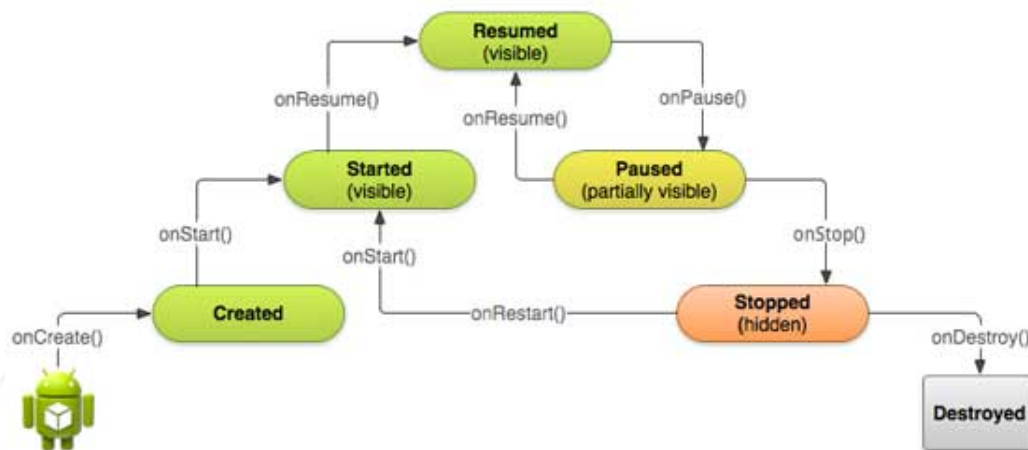 Resumed
(visible)
onResume()
onResume()
onPause()
Started
(visible)
Paused
(partially visible)
onStart()
onStart()
onStop()
Created
onRestart()
Stopped
(hidden)
onCreate()
onDestroy()
Destroyed